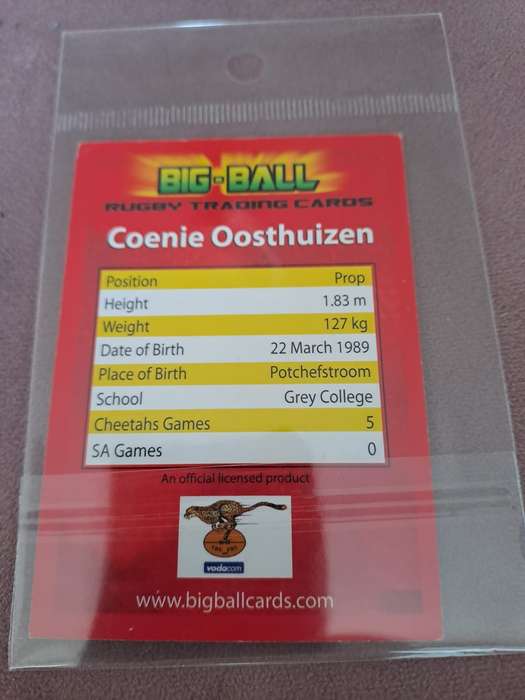 BIG-BALL
RUGBY TRADING CARDS
Coenie Oosthuizen
Position Prop
Height 1.83 m
Weight 127 kg
Date of Birth 22 March 1989
Place of Birth Potchefstroom
School Grey College
Cheetahs Games 5
SA Games 0
An official licensed product
vodacom
www.bigballcards.com